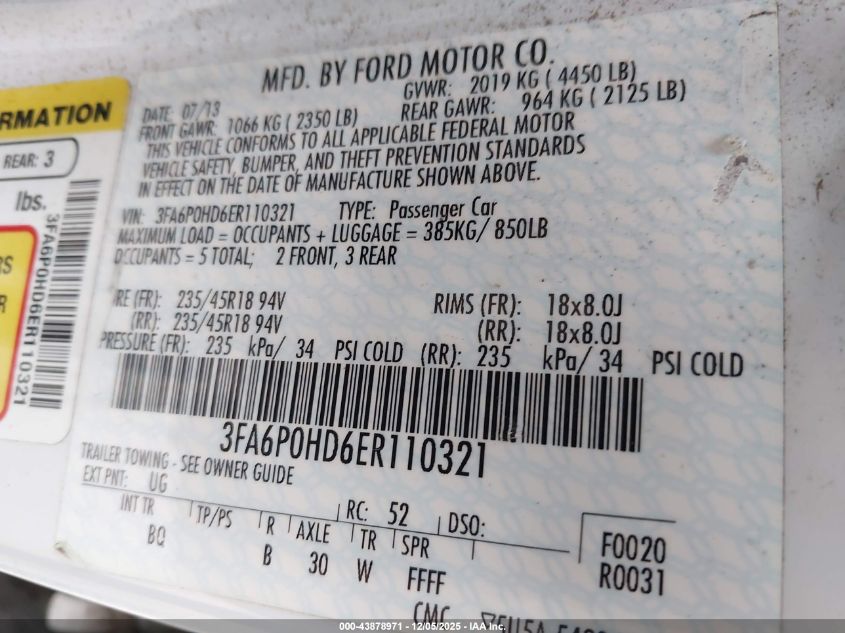 MFD. BY FORD MOTOR CO.
DATE: 07/13
GVWR: 2019 KG ( 4450 LB)
FRONT GAWR: 1066 KG ( 2350 LB)
REAR GAWR: 964 KG ( 2125 LB)
THIS VEHICLE CONFORMS TO ALL APPLICABLE FEDERAL MOTOR
VEHICLE SAFETY, BUMPER, AND THEFT PREVENTION STANDARDS
IN EFFECT ON THE DATE OF MANUFACTURE SHOWN ABOVE.
VIN: 3FA6P0HD6ER110321 TYPE: Passenger Car
MAXIMUM LOAD = OCCUPANTS + LUGGAGE = 385KG/ 850LB
OCCUPANTS = 5 TOTAL; 2 FRONT, 3 REAR
RE (FR): 235/45R18 94V RIMS (FR): 18x8.0J
(RR): 235/45R18 94V (RR): 18x8.0J
PRESSURE (FR): 235 kPa/ 34 PSI COLD (RR): 235 kPa/ 34 PSI COLD
3FA6P0HD6ER110321
TRAILER TOWING - SEE OWNER GUIDE
EXT PNT: UG RC: 52 DSO:
INT TR TP/PS R AXLE TR SPR
BQ B 30 W FFFF
F0020
R0031
RMATION
REAR: 3
lbs.
3FA6P0HD6ER110321
RS
R
000-43878971 - 12/05/2025 - IAA Inc.